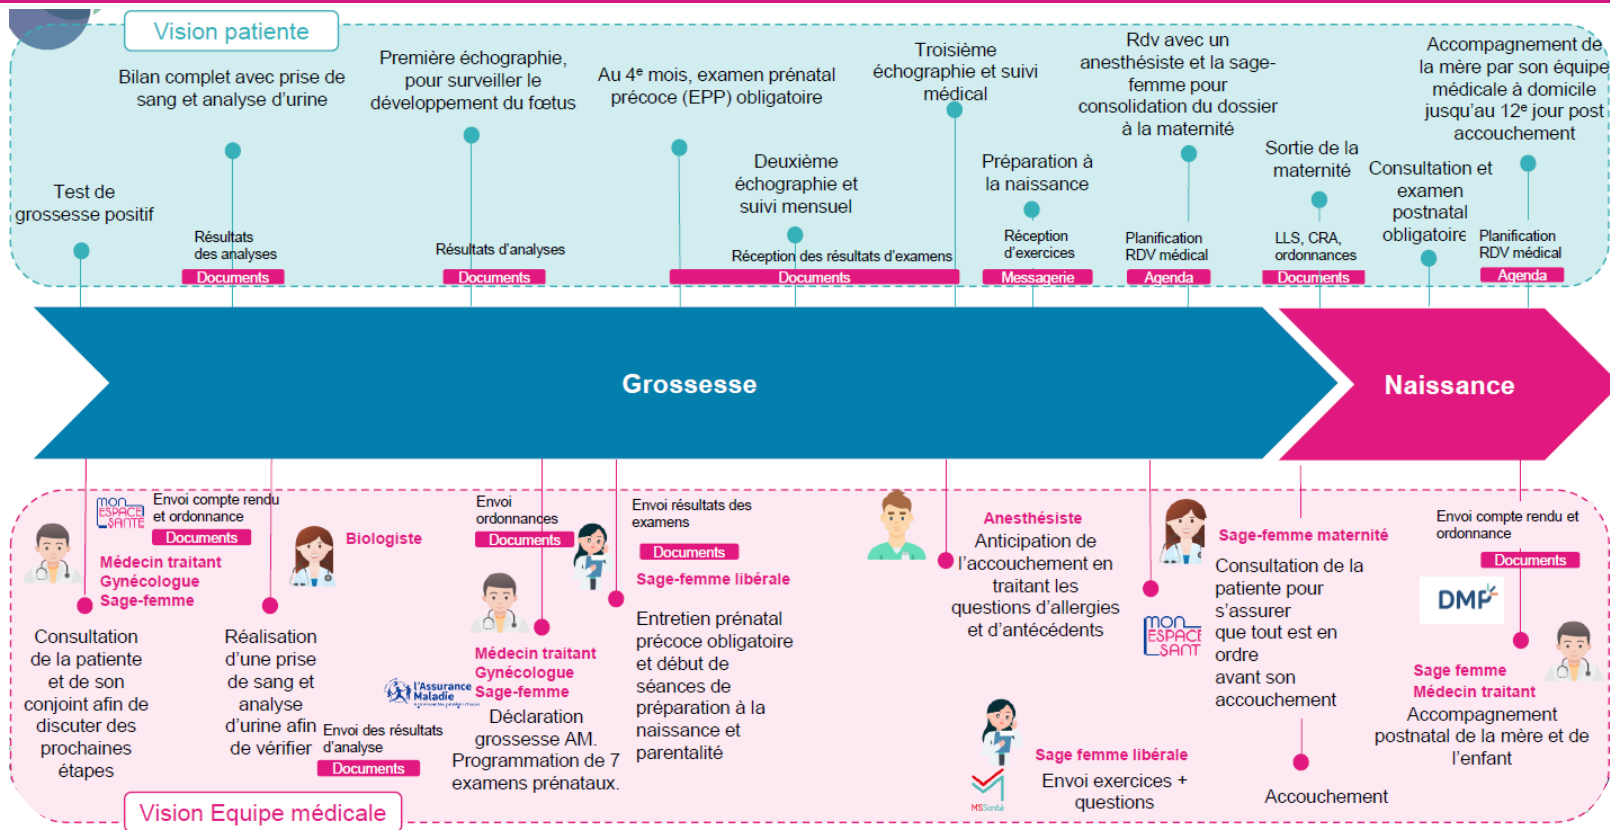 Vision patiente
Test de
grossesse positif
Bilan complet avec prise de
sang et analyse d'urine
Résultats
des analyses
Documents
Première échographie,
pour surveiller le
développement du fœtus
Résultats d'analyses
Documents
Au 4e mois, examen prénatal
précoce (EPP) obligatoire
Deuxième
échographie et
suivi mensuel
Réception des résultats d'examens
Documents
Troisième
échographie et suivi
médical
Préparation à
la naissance
Réception
d'exercices
Messagerie
Rdv avec un
anesthésiste et la sage-
femme pour
consolidation du dossier
à la maternité
Planification
RDV médical
Agenda
Sortie de la
maternité
LLS, CRA,
ordonnances
Documents
Consultation et
examen
postnatal
obligatoire
Accompagnement de
la mère par son équipe
médicale à domicile
jusqu'au 12e jour post
accouchement
Planification
RDV médical
Agenda
Grossesse
Naissance
MON
ESPACE
SANTE
Envoi compte rendu
et ordonnance
Documents
Médecin traitant
Gynécologue
Sage-femme
Consultation
de la patiente
et de son
conjoint afin de
discuter des
prochaines
étapes
Biologiste
Réalisation
d'une prise
de sang et
analyse
d'urine afin
de vérifier
Envoi des résultats
d'analyse
Documents
Envoi
ordonnances
Documents
l'Assurance
Maladie
Médecin traitant
Gynécologue
Sage-femme
Déclaration
grossesse AM.
Programmation de 7
examens prénataux.
Envoi résultats des
examens
Documents
Sage-femme libérale
Entretien prénatal
précoce obligatoire
et début de
séances de
préparation à la
naissance et
parentalité
Anesthésiste
Anticipation de
l'accouchement en
traitant les
questions d'allergies
et d'antécédents
MSSanté
Sage femme libérale
Envoi exercices +
questions
MON
ESPACE
SANT
Sage-femme maternité
Consultation de la
patiente pour
s'assurer
que tout est en
ordre
avant son
accouchement
Accouchement
Envoi compte rendu et
ordonnance
Documents
DMP
Sage femme
Médecin traitant
Accompagnement
postnatal de la mère et de
l'enfant
Vision Equipe médicale